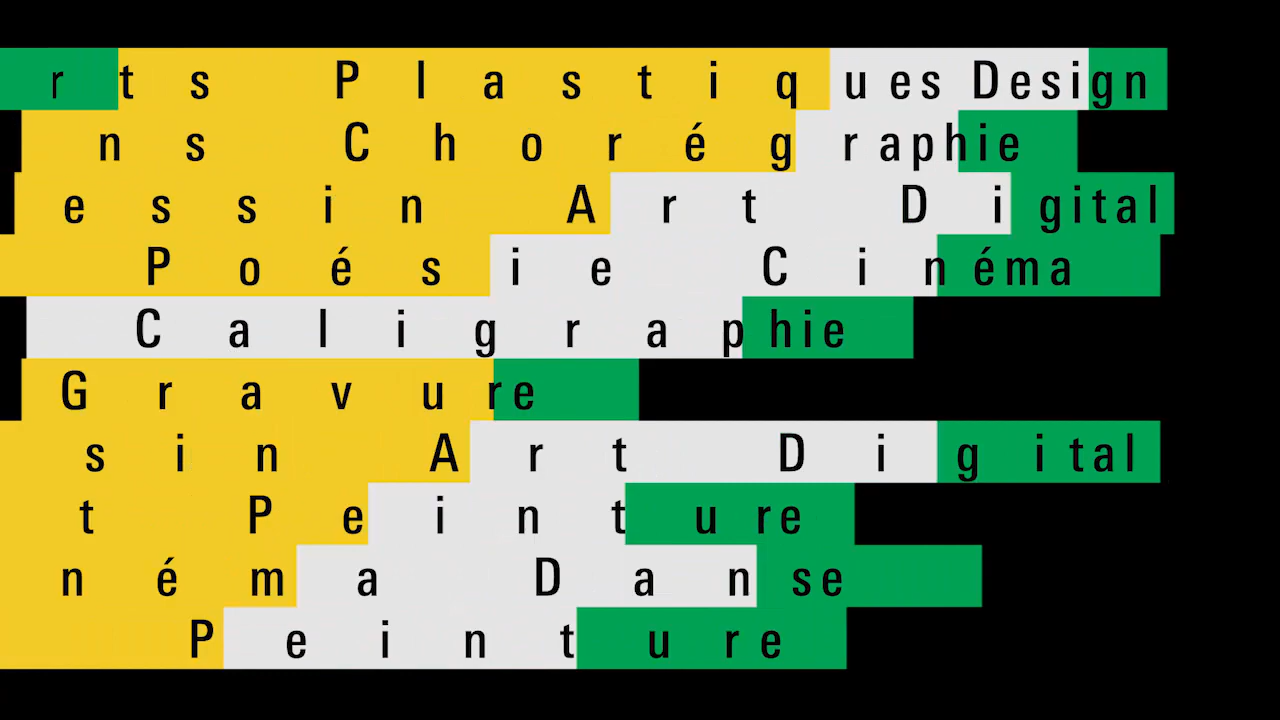 rts Plastiques Design
ns Chorégraphie
essin Art Digital
Poésie Cinéma
Caligraphie
Gravure
sin Art Digital
t Peinture
néma Danse
Peinture